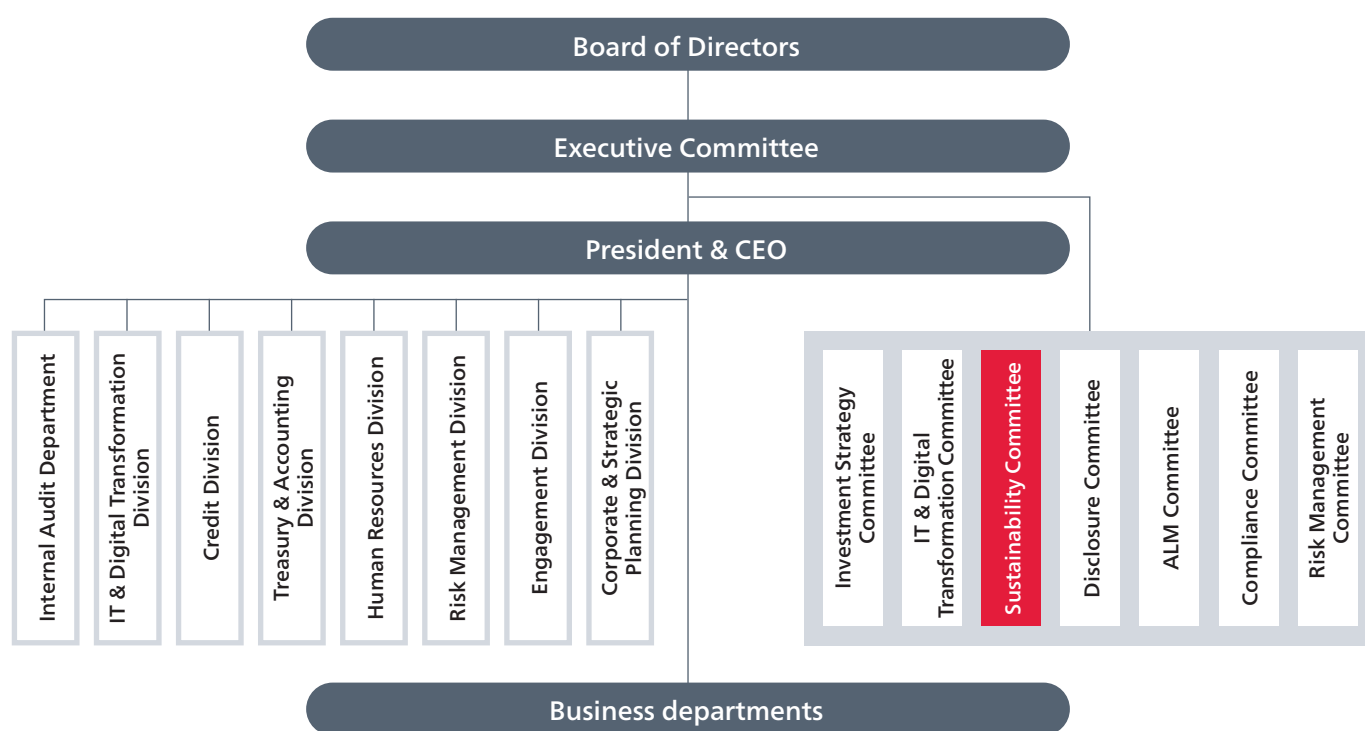 Board of Directors
Executive Committee
President & CEO
Internal Audit Department
IT & Digital Transformation
Division
Credit Division
Treasury & Accounting
Division
Human Resources Division
Risk Management Division
Engagement Division
Corporate & Strategic
Planning Division
Investment Strategy
Committee
IT & Digital
Transformation Committee
Sustainability Committee
Disclosure Committee
ALM Committee
Compliance Committee
Risk Management
Committee
Business departments